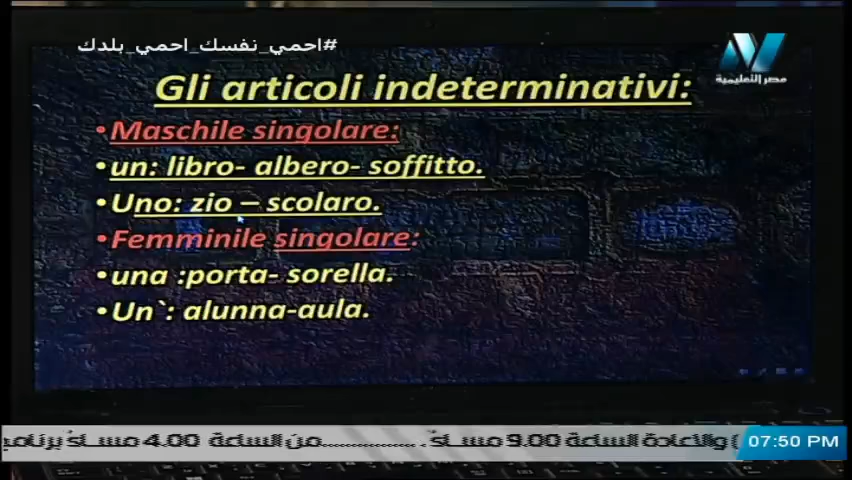 #احمي_نفسك_احمي_بلدك
مصر التعليمية
Gli articoli indeterminativi:
•Maschile singolare:
•un: libro- albero- soffitto.
•Uno: zio – scolaro.
•Femminile singolare:
•una :porta- sorella.
•Un`: alunna-aula.
) والاعادة الساعة 9.00 مساءً. ......................من الساعة 4.00 مساءً برنامج
07:50 PM